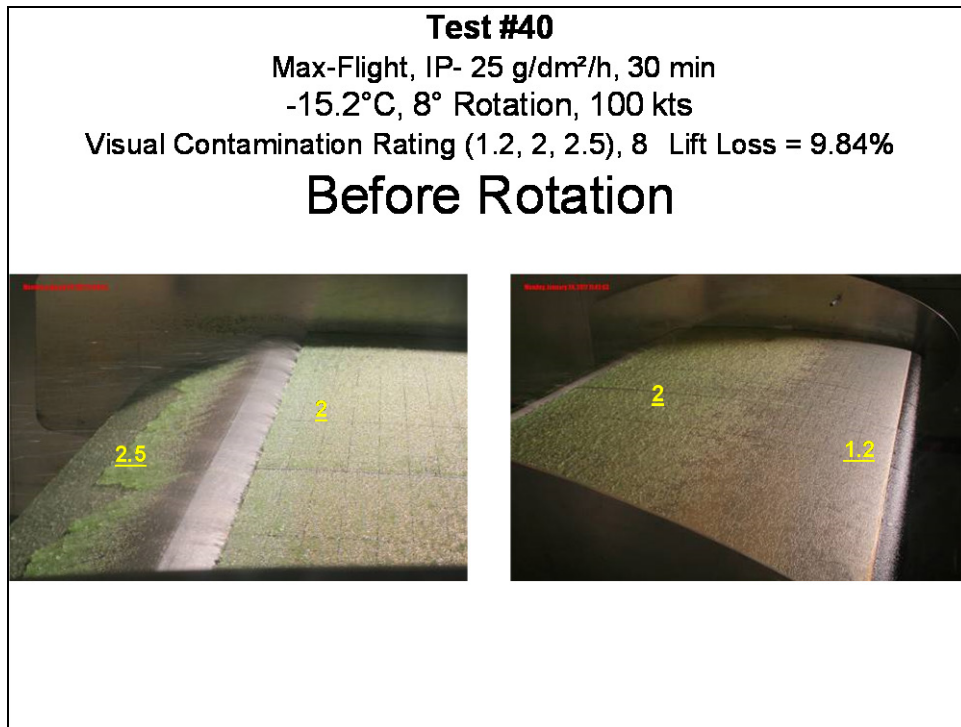 Test #40
Max-Flight, IP- 25 g/dm²/h, 30 min
-15.2°C, 8° Rotation, 100 kts
Visual Contamination Rating (1.2, 2, 2.5), 8 Lift Loss = 9.84%
Before Rotation
2
2.5
2
1.2